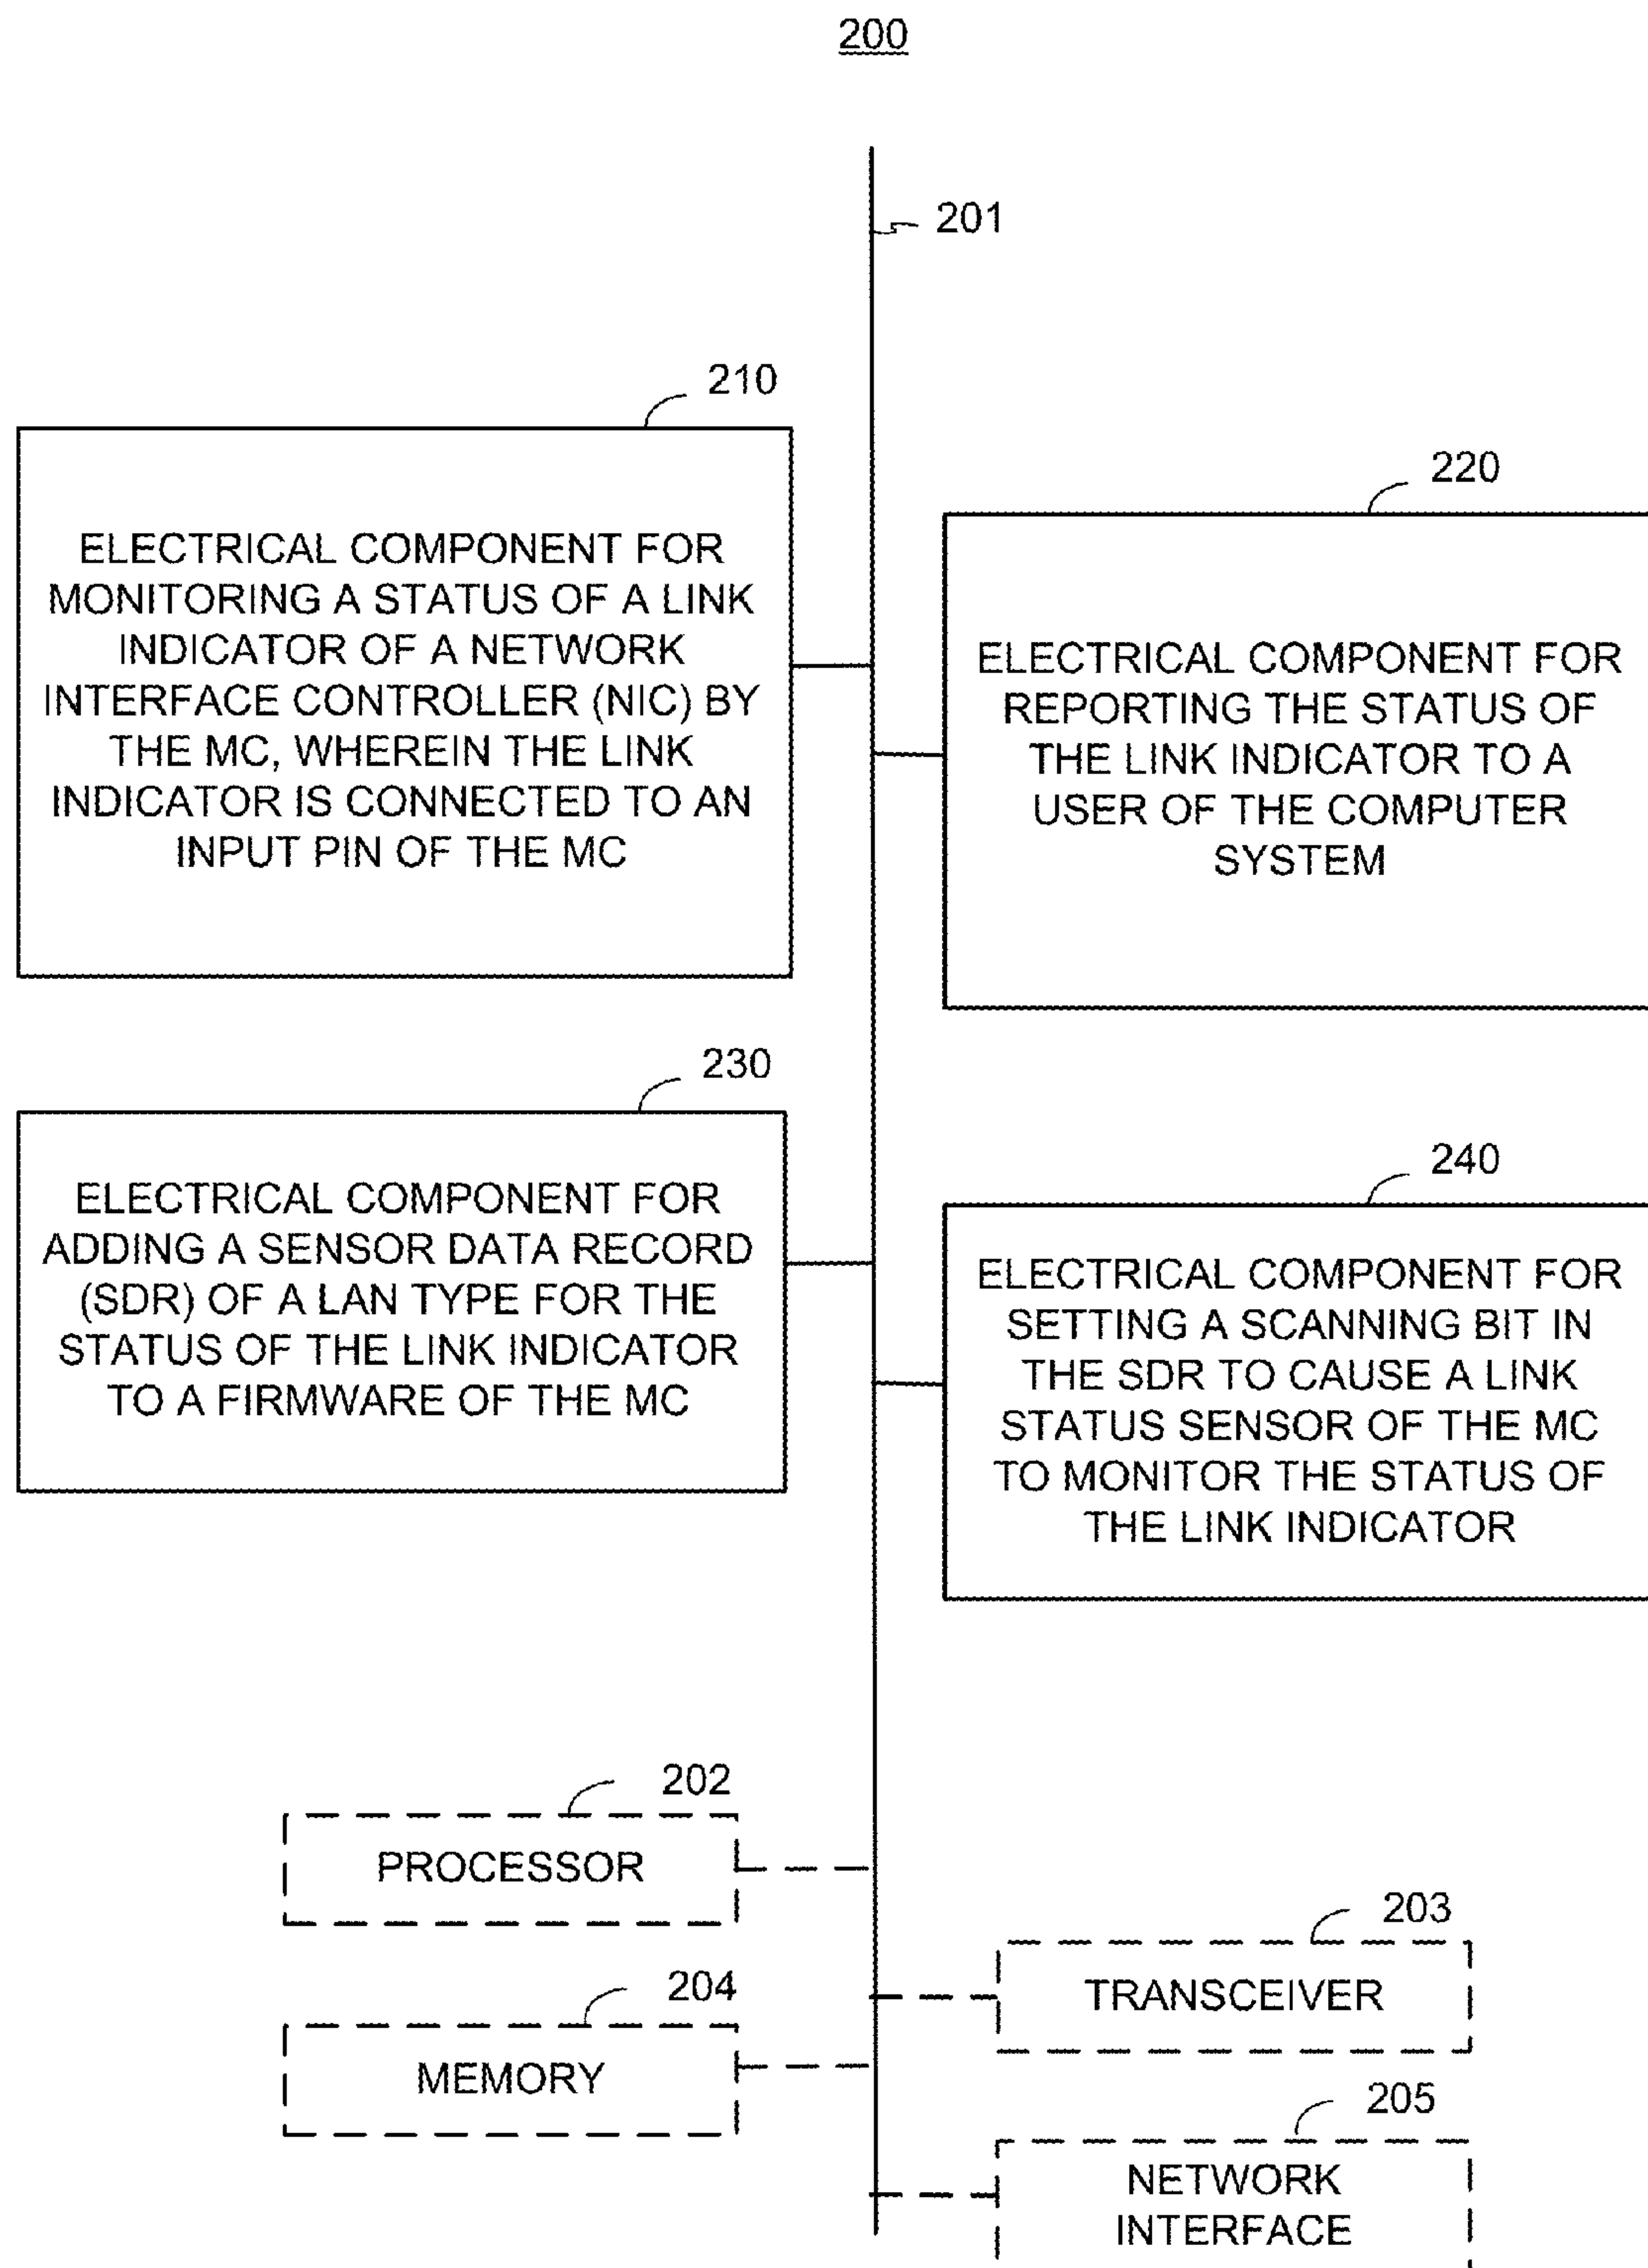 200
201
210
ELECTRICAL COMPONENT FOR
MONITORING A STATUS OF A LINK
INDICATOR OF A NETWORK
INTERFACE CONTROLLER (NIC) BY
THE MC, WHEREIN THE LINK
INDICATOR IS CONNECTED TO AN
INPUT PIN OF THE MC
220
ELECTRICAL COMPONENT FOR
REPORTING THE STATUS OF
THE LINK INDICATOR TO A
USER OF THE COMPUTER
SYSTEM
230
ELECTRICAL COMPONENT FOR
ADDING A SENSOR DATA RECORD
(SDR) OF A LAN TYPE FOR THE
STATUS OF THE LINK INDICATOR
TO A FIRMWARE OF THE MC
240
ELECTRICAL COMPONENT FOR
SETTING A SCANNING BIT IN
THE SDR TO CAUSE A LINK
STATUS SENSOR OF THE MC
TO MONITOR THE STATUS OF
THE LINK INDICATOR
202
PROCESSOR
203
TRANSCEIVER
204
MEMORY
205
NETWORK
INTERFACE